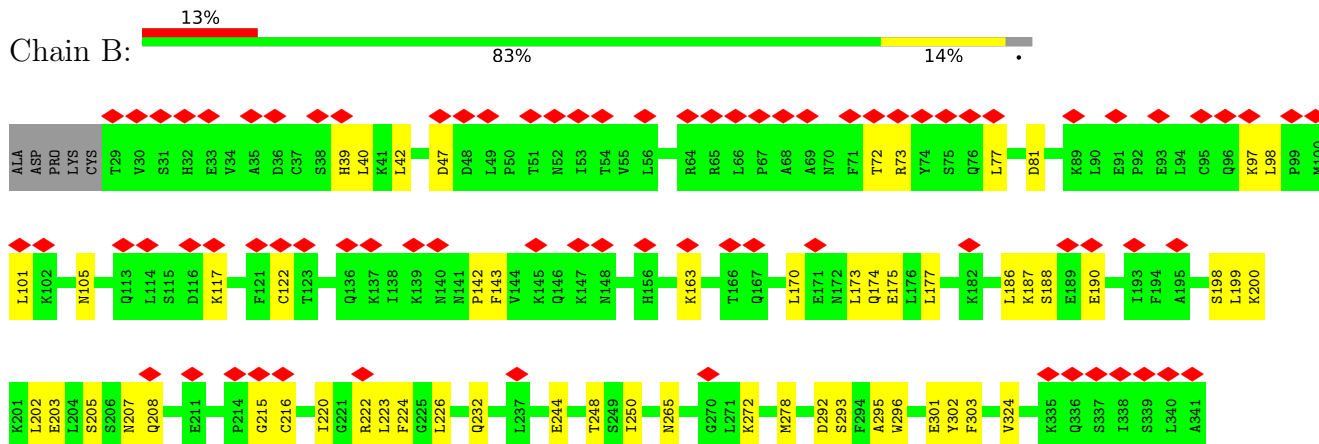 13%
Chain B:
83% 14% •
ALA ASP PRO LYS CYS T29 V30 S31 H32 E33 V34 A35 D36 C37 S38 H39 L40 K41 L42 D47 D48 L49 P50 T51 N52 I53 T54 V55 L56 R64 R65 L66 P67 A68 A69 N70 F71 T72 R73 Y74 S75 Q76 L77 D81 K89 L90 E91 P92 E93 L94 C95 Q96 K97 L98 P99 M100
L101 K102 N105 Q113 L114 S115 D116 K117 F121 C122 T123 Q136 K137 I138 K139 N140 N141 P142 F143 V144 K145 Q146 K147 N148 H156 K163 T166 Q167 L170 E171 N172 L173 Q174 E175 L176 L177 K182 L186 K187 S188 E189 E190 I193 F194 A195 S198 L199 K200
K201 L202 E203 L204 S205 S206 N207 Q208 E211 P214 G215 C216 I220 G221 R222 L223 F224 G225 L226 Q232 L237 E244 T248 S249 I250 N265 G270 L271 K272 M278 D292 S293 F294 A295 W296 E301 Y302 F303 V324 K335 Q336 S337 I338 S339 L340 A341